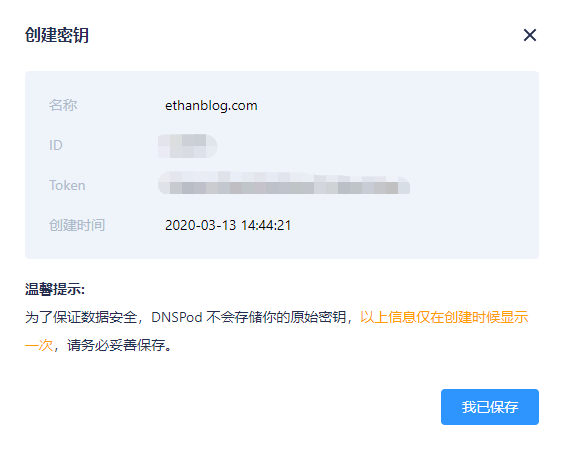 创建密钥
名称 ethanblog.com
ID
Token
创建时间 2020-03-13 14:44:21
温馨提示:
为了保证数据安全，DNSPod 不会存储你的原始密钥，以上信息仅在创建时候显示
一次，请务必妥善保存。
我已保存